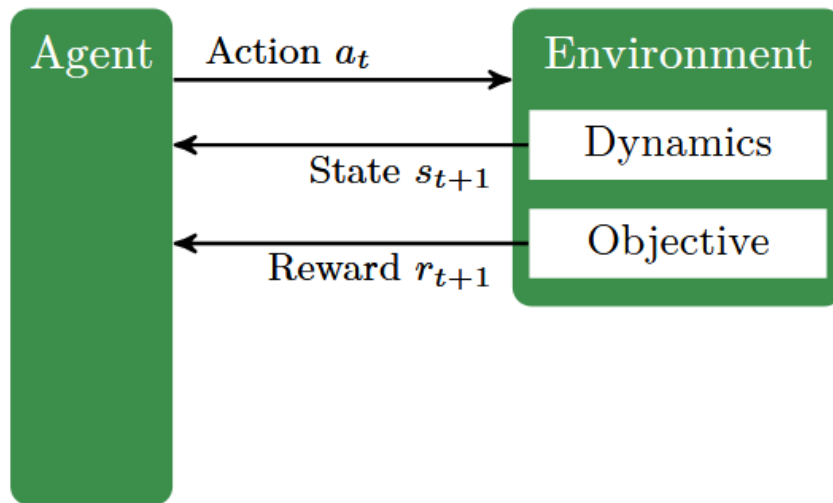 Agent
Action a_t
Environment
Dynamics
State s_{t+1}
Objective
Reward r_{t+1}